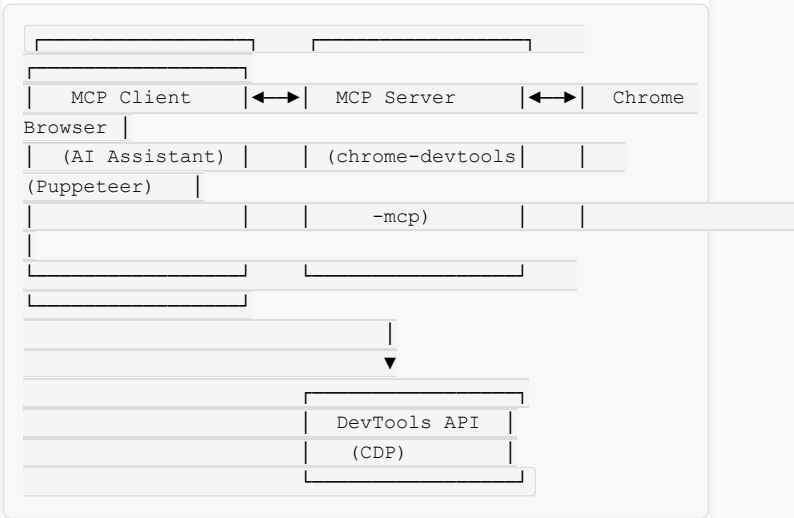 MCP Client MCP Server Chrome
Browser
(AI Assistant) (chrome-devtools
(Puppeteer)
-mcp)
DevTools API
(CDP)